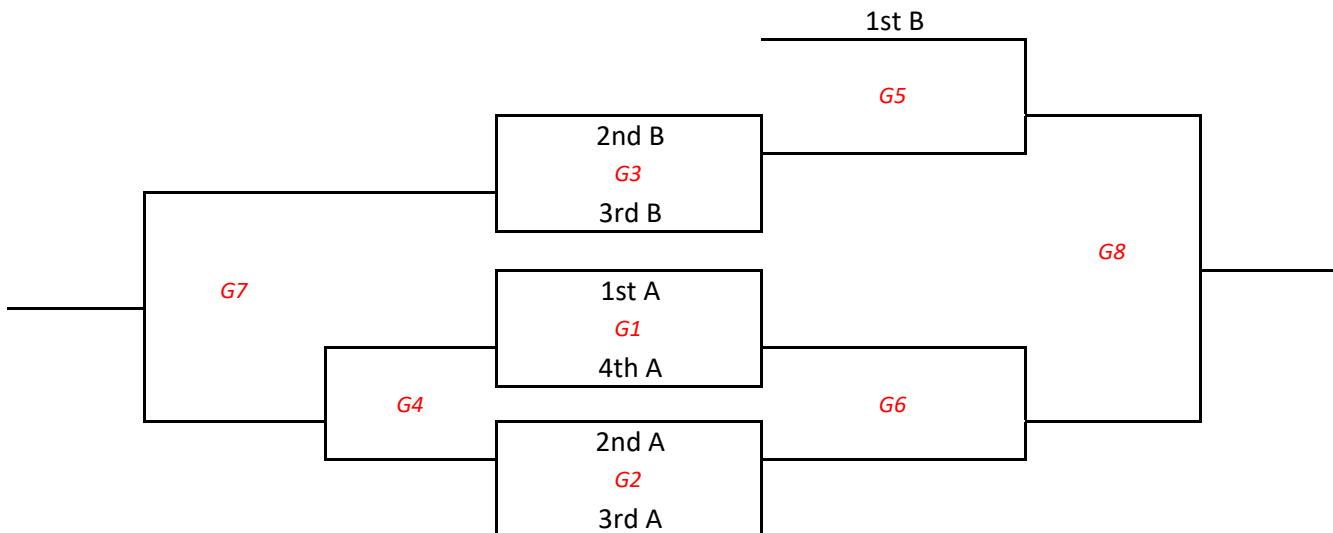 1st B
G5
2nd B
G3
3rd B
G8
1st A
G7
G1
4th A
G4
G6
2nd A
G2
3rd A